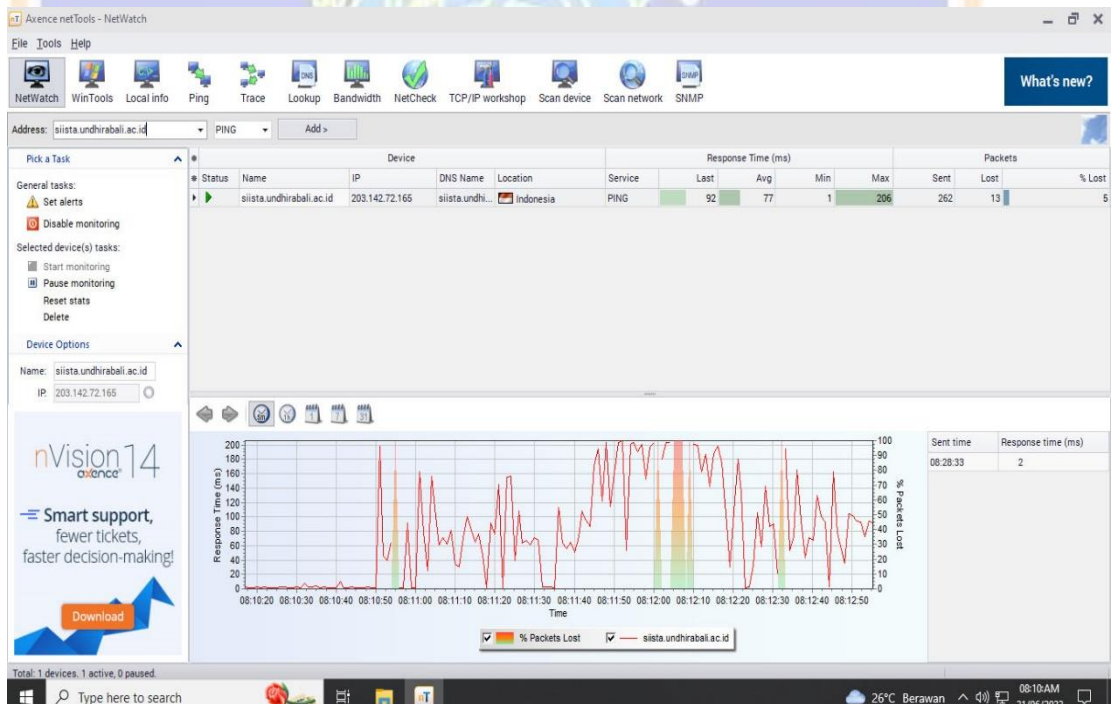 Axence netTools - NetWatch
File Tools Help
NetWatch WinTools Local info Ping Trace Lookup Bandwidth NetCheck TCP/IP workshop Scan device Scan network SNMP
What's new?
Address: siista.undhirabali.ac.id PING Add >
Pick a Task
General tasks:
Set alerts
Disable monitoring
Selected device(s) tasks:
Start monitoring
Pause monitoring
Reset stats
Delete
Device Options
Name: siista.undhirabali.ac.id
IP: 203.142.72.165
Device Response Time (ms) Packets
Status Name IP DNS Name Location Service Last Avg Min Max Sent Lost % Lost
siista.undhirabali.ac.id 203.142.72.165 siista.undhi... Indonesia PING 92 77 1 206 262 13 5
nVision 14
axence
Smart support,
fewer tickets,
faster decision-making!
Download
Response Time (ms)
200
180
160
140
120
100
80
60
40
20
0
100
90
80
70
60
50
40
30
20
10
0
% Packets Lost
08:10:20 08:10:30 08:10:40 08:10:50 08:11:00 08:11:10 08:11:20 08:11:30 08:11:40 08:11:50 08:12:00 08:12:10 08:12:20 08:12:30 08:12:40 08:12:50
Time
% Packets Lost siista.undhirabali.ac.id
Sent time Response time (ms)
08:28:33 2
Total: 1 devices. 1 active, 0 paused.
Type here to search
26°C Berawan
08:10 AM